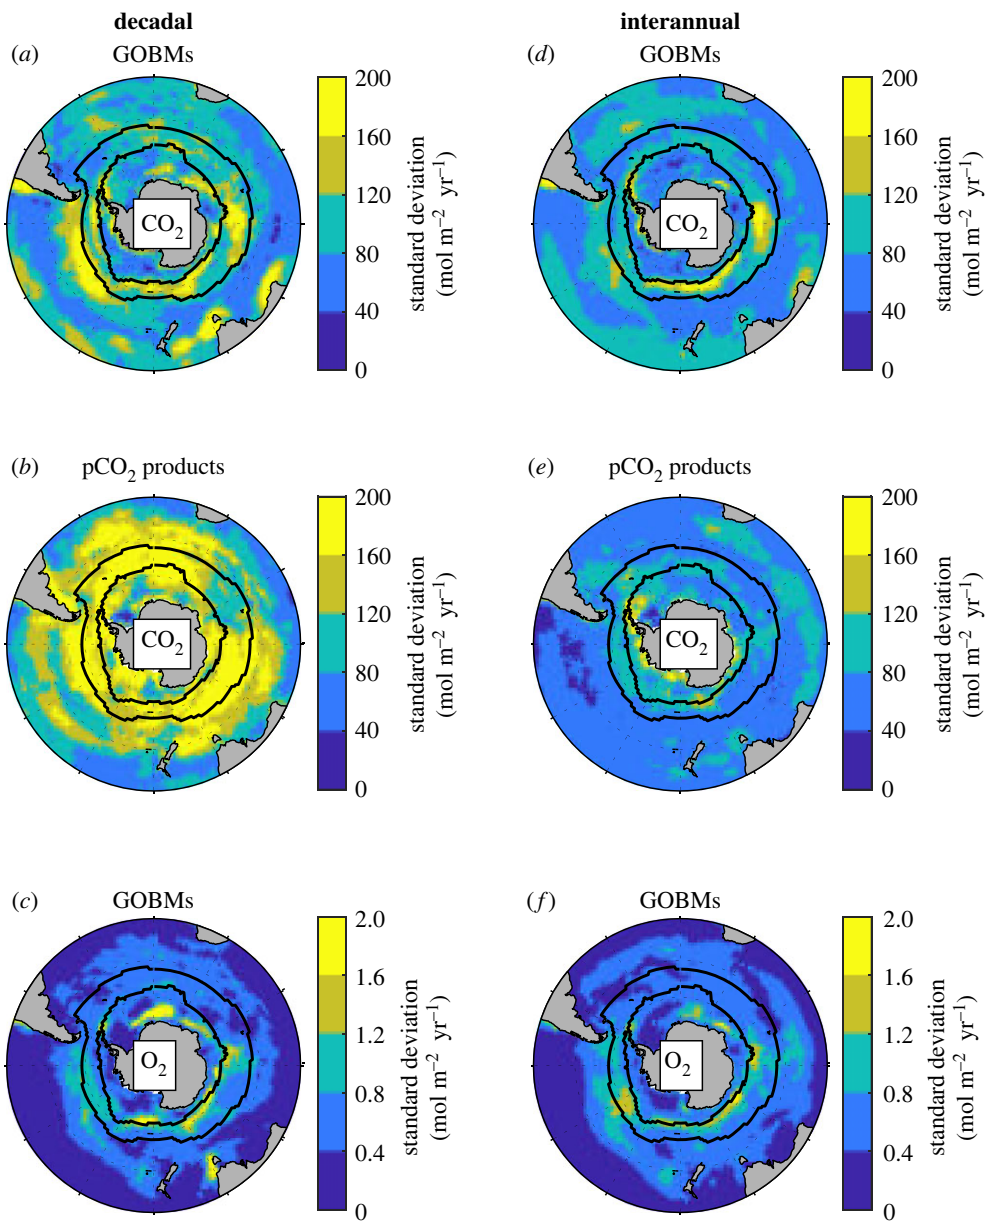 decadal
interannual
(a)
GOBMs
CO2
200
160
120
80
40
0
standard deviation
(mol m−2 yr−1)
(d)
GOBMs
CO2
200
160
120
80
40
0
standard deviation
(mol m−2 yr−1)
(b)
pCO2 products
CO2
200
160
120
80
40
0
standard deviation
(mol m−2 yr−1)
(e)
pCO2 products
CO2
200
160
120
80
40
0
standard deviation
(mol m−2 yr−1)
(c)
GOBMs
O2
2.0
1.6
1.2
0.8
0.4
0
standard deviation
(mol m−2 yr−1)
(f)
GOBMs
O2
2.0
1.6
1.2
0.8
0.4
0
standard deviation
(mol m−2 yr−1)